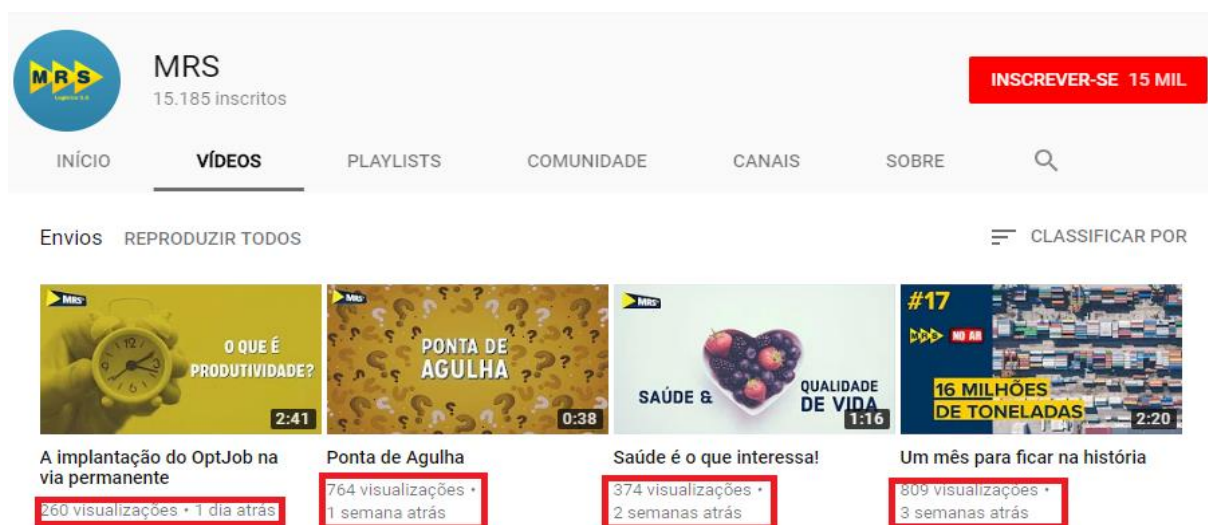 MRS
Logística S.A
MRS
15.185 inscritos
INSCREVER-SE 15 MIL
INÍCIO VÍDEOS PLAYLISTS COMUNIDADE CANAIS SOBRE
Envios REPRODUZIR TODOS CLASSIFICAR POR
MRS
O QUE É
PRODUTIVIDADE?
2:41
A implantação do OptJob na
via permanente
260 visualizações • 1 dia atrás
MRS
PONTA DE
AGULHA
0:38
Ponta de Agulha
764 visualizações •
1 semana atrás
MRS
SAÚDE &
QUALIDADE
DE VIDA
1:16
Saúde é o que interessa!
374 visualizações •
2 semanas atrás
#17
MRS NO AR
16 MILHÕES
DE TONELADAS
2:20
Um mês para ficar na história
809 visualizações •
3 semanas atrás